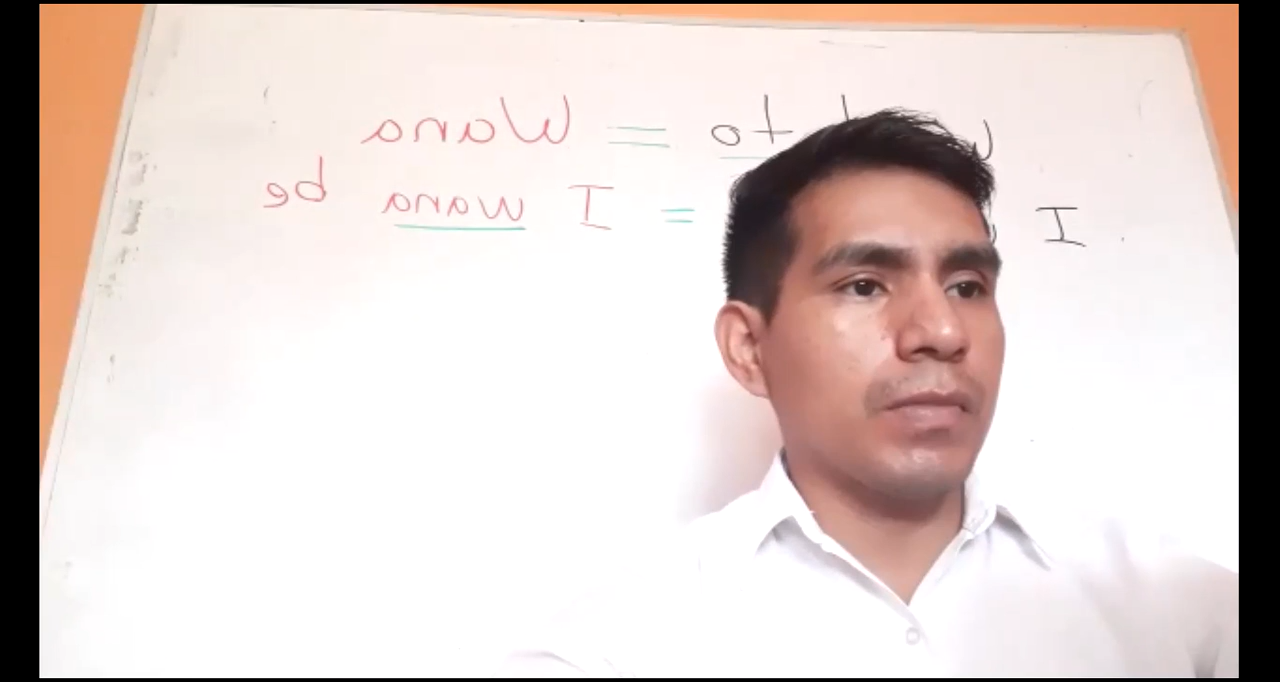 to = Wana
I = I wana be